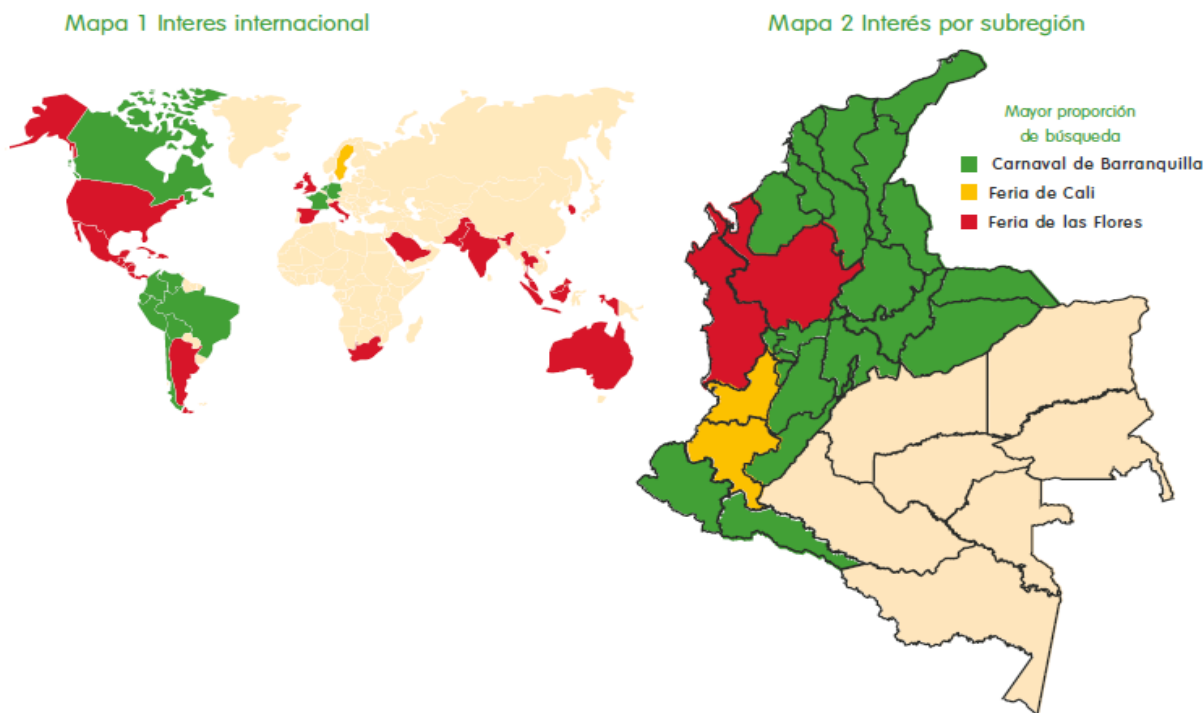 Mapa 1 Interes internacional
Mapa 2 Interés por subregión
Mayor proporción
de búsqueda
Carnaval de Barranquilla
Feria de Cali
Feria de las Flores